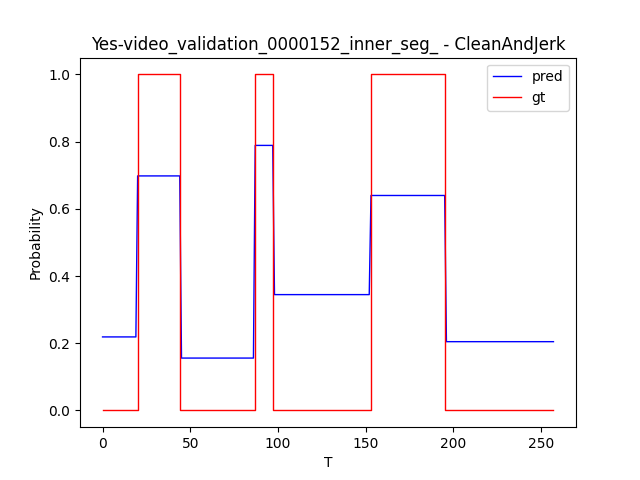 Yes-video_validation_0000152_inner_seg_ - CleanAndJerk
pred
gt
1.0
0.8
0.6
0.4
0.2
0.0
Probability
0 50 100 150 200 250
T